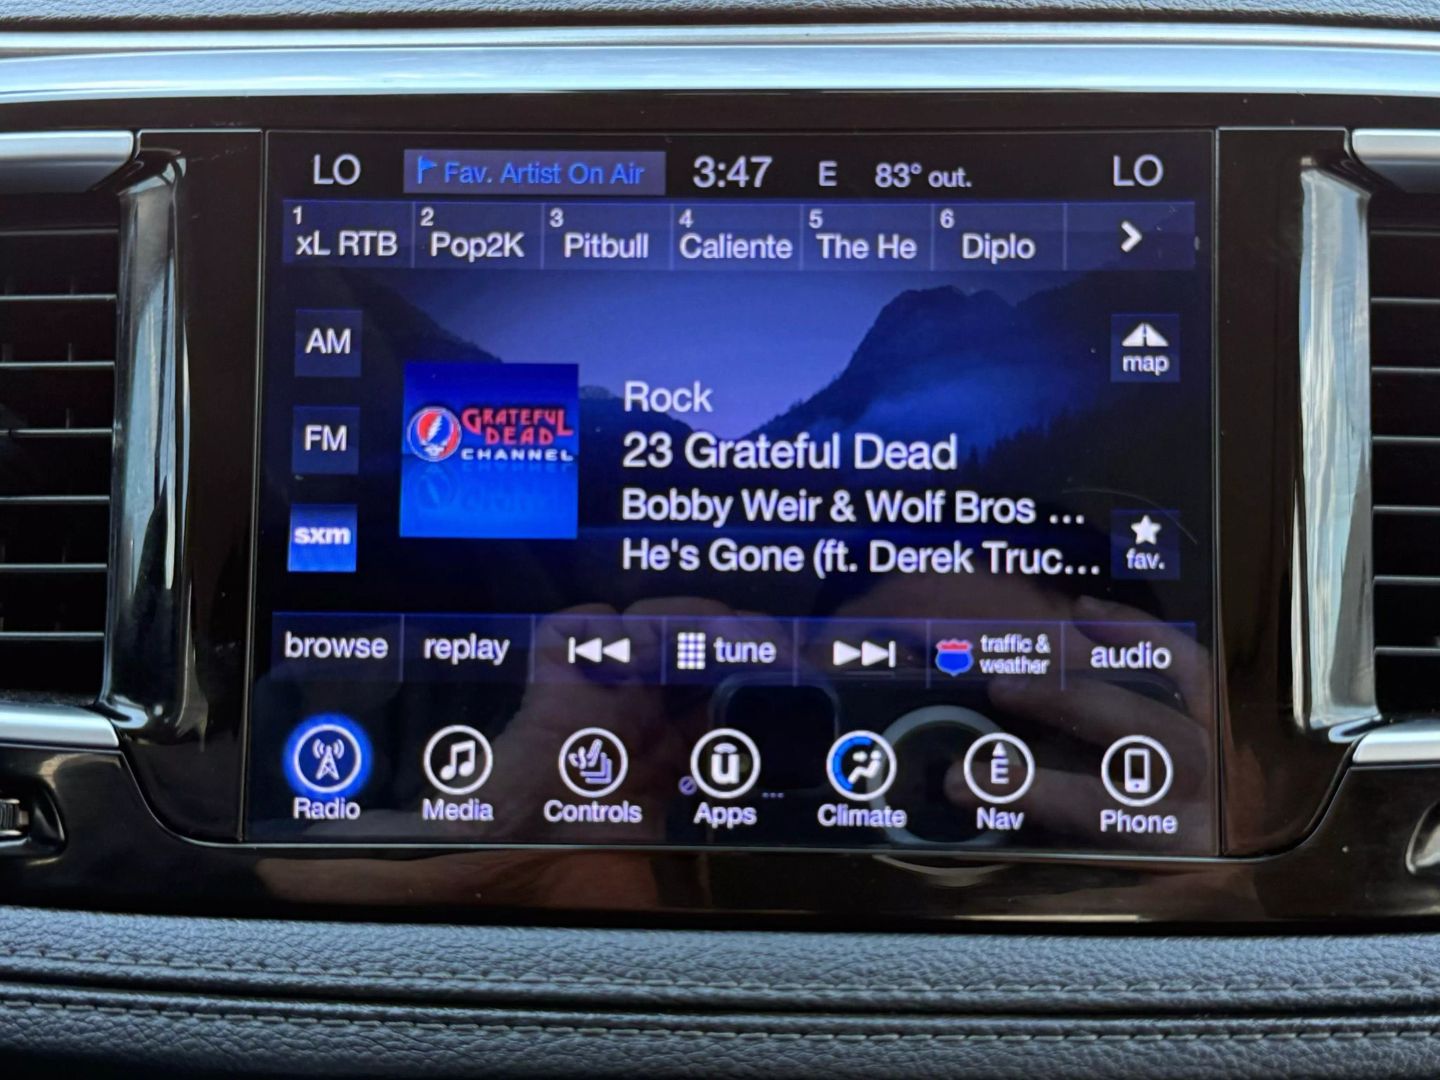 LO Fav. Artist On Air 3:47 E 83° out. LO
1 2 3 4 5 6
xL RTB Pop2K Pitbull Caliente The He Diplo
AM
map
FM
sxm
GRATEFUL
DEAD
CHANNEL
Rock
23 Grateful Dead
Bobby Weir & Wolf Bros ...
He's Gone (ft. Derek Truc...
fav.
browse replay tune traffic & weather audio
Radio Media Controls Apps Climate Nav Phone
u E